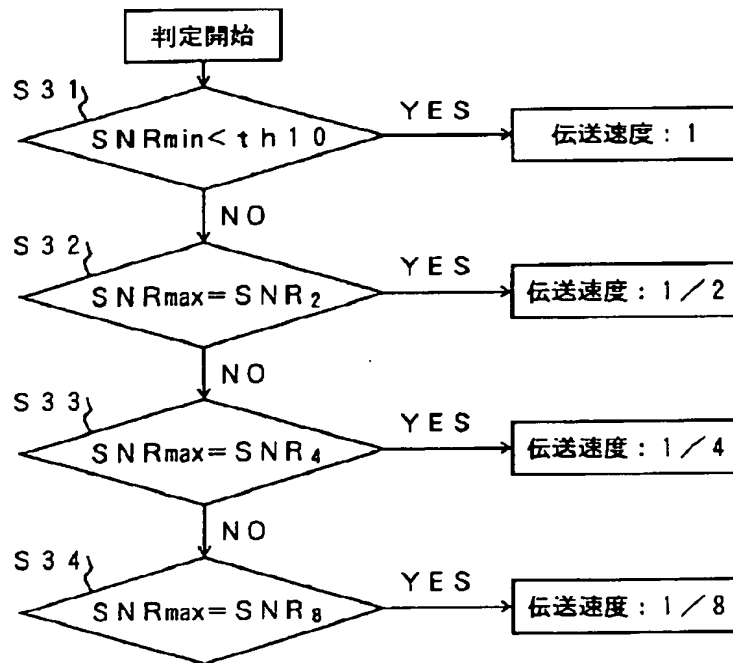 判定開始
S31
SNRmin<th10
YES
伝送速度:1
NO
S32
SNRmax=SNR₂
YES
伝送速度:1/2
NO
S33
SNRmax=SNR₄
YES
伝送速度:1/4
NO
S34
SNRmax=SNR₈
YES
伝送速度:1/8